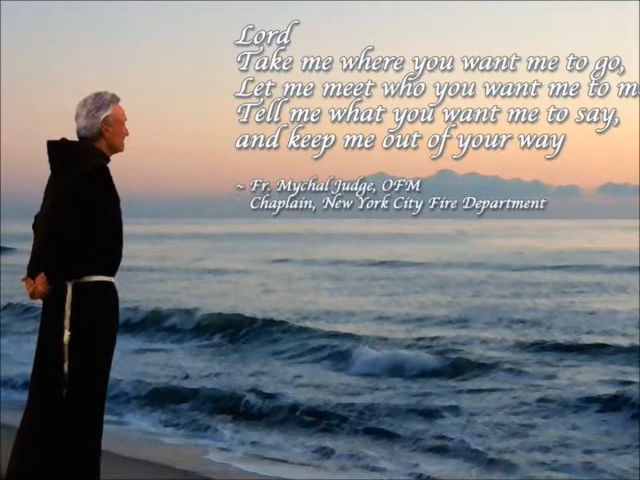 Lord
Take me where you want me to go,
Let me meet who you want me to m
Tell me what you want me to say,
and keep me out of your way
~ Fr. Mychal Judge, OFM
Chaplain, New York City Fire Department